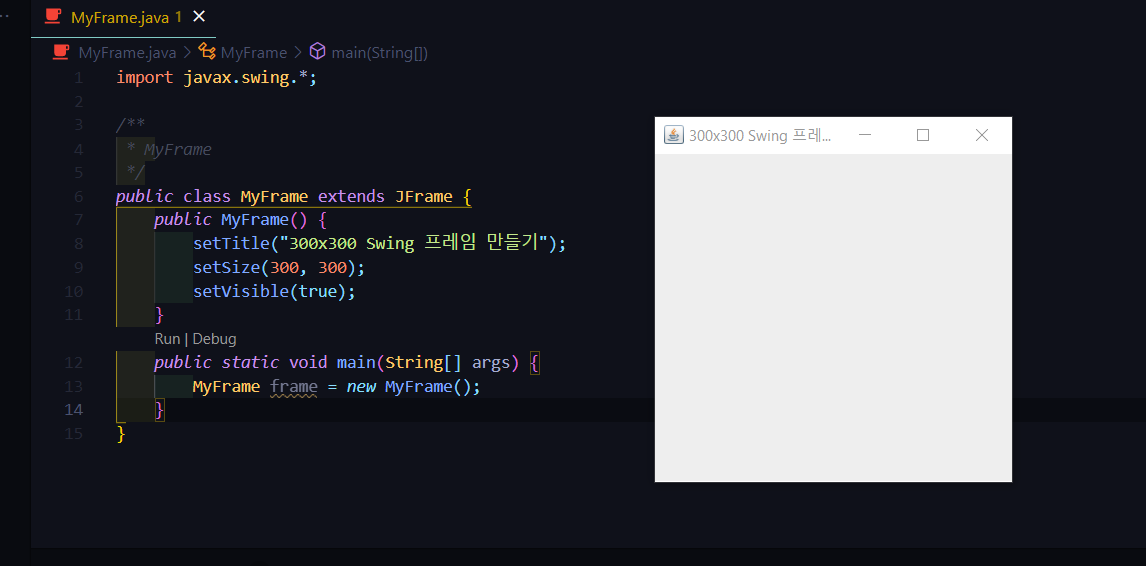 MyFrame.java 1
MyFrame.java > MyFrame > main(String[])
1 import javax.swing.*;
2
3 /**
4 * MyFrame
5 */
6 public class MyFrame extends JFrame {
7 public MyFrame() {
8 setTitle("300x300 Swing 프레임 만들기");
9 setSize(300, 300);
10 setVisible(true);
11 }
Run | Debug
12 public static void main(String[] args) {
13 MyFrame frame = new MyFrame();
14 }
15 }
300x300 Swing 프레...